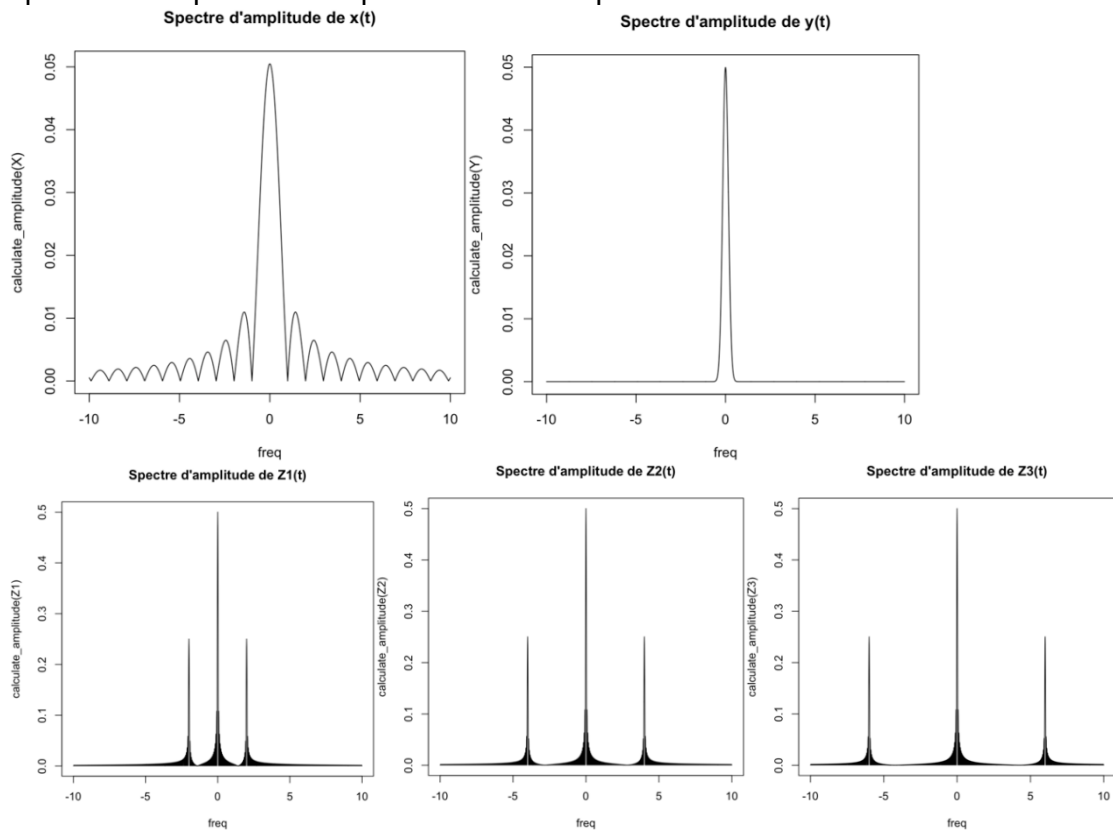 Spectre d'amplitude de x(t)
calculate_amplitude(X)
0.00 0.01 0.02 0.03 0.04 0.05
-10 -5 0 5 10
freq
Spectre d'amplitude de y(t)
calculate_amplitude(Y)
0.00 0.01 0.02 0.03 0.04 0.05
-10 -5 0 5 10
freq
Spectre d'amplitude de Z1(t)
calculate_amplitude(Z1)
0.0 0.1 0.2 0.3 0.4 0.5
-10 -5 0 5 10
freq
Spectre d'amplitude de Z2(t)
calculate_amplitude(Z2)
0.0 0.1 0.2 0.3 0.4 0.5
-10 -5 0 5 10
freq
Spectre d'amplitude de Z3(t)
calculate_amplitude(Z3)
0.0 0.1 0.2 0.3 0.4 0.5
-10 -5 0 5 10
freq